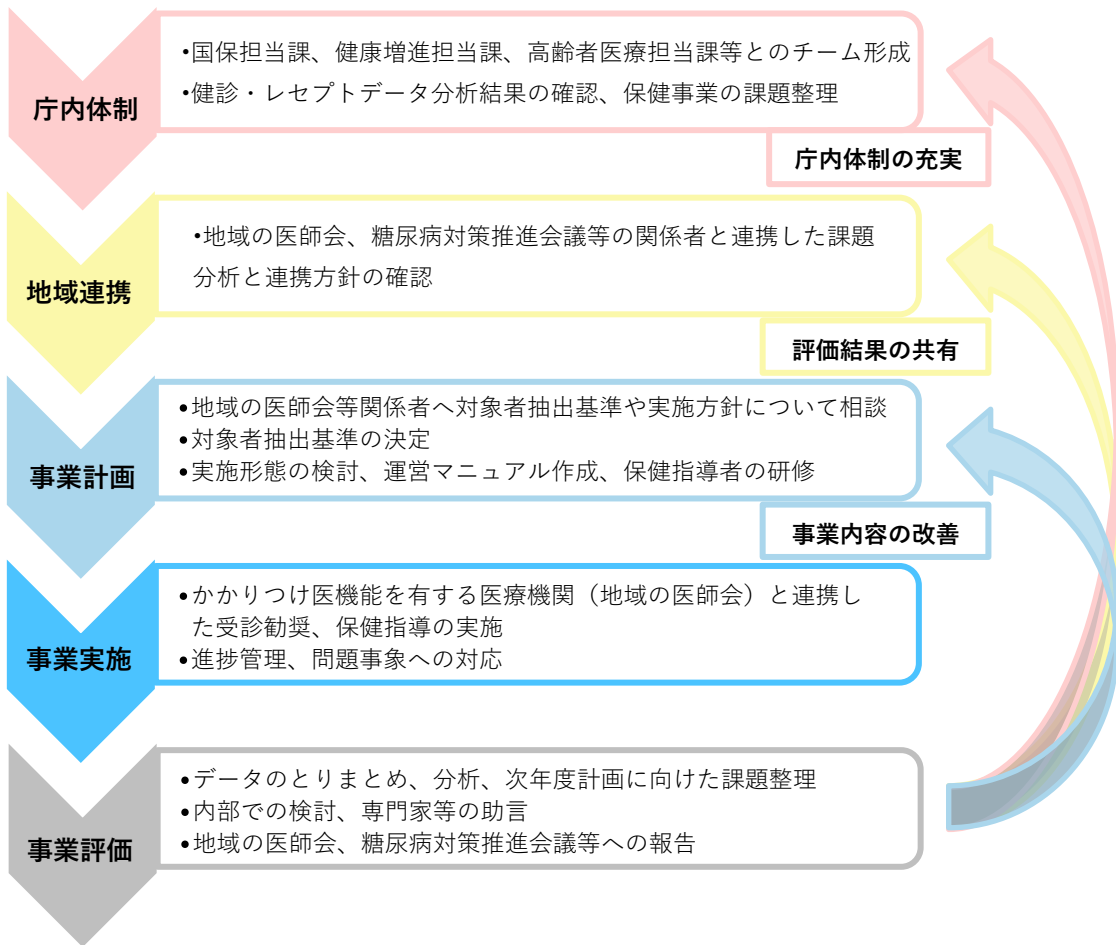 庁内体制
•国保担当課、健康増進担当課、高齢者医療担当課等とのチーム形成
•健診・レセプトデータ分析結果の確認、保健事業の課題整理
庁内体制の充実
地域連携
•地域の医師会、糖尿病対策推進会議等の関係者と連携した課題
分析と連携方針の確認
評価結果の共有
事業計画
•地域の医師会等関係者へ対象者抽出基準や実施方針について相談
•対象者抽出基準の決定
•実施形態の検討、運営マニュアル作成、保健指導者の研修
事業内容の改善
事業実施
•かかりつけ医機能を有する医療機関（地域の医師会）と連携し
た受診勧奨、保健指導の実施
•進捗管理、問題事象への対応
事業評価
•データのとりまとめ、分析、次年度計画に向けた課題整理
•内部での検討、専門家等の助言
•地域の医師会、糖尿病対策推進会議等への報告